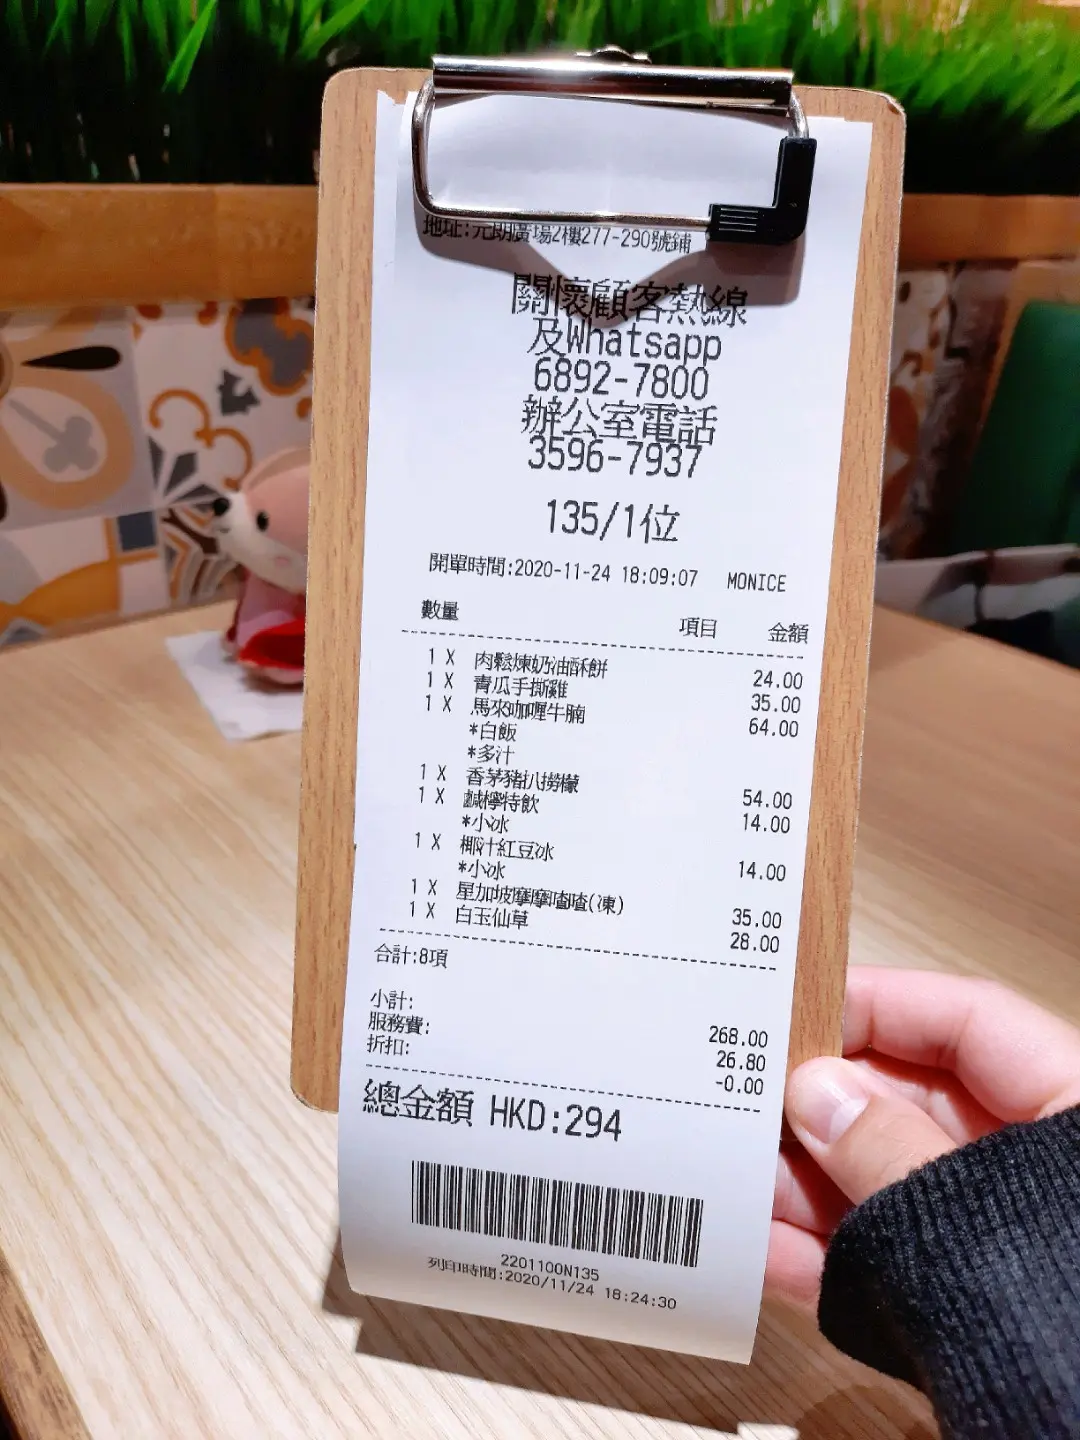 地址:元朗廣場2樓277-290號鋪
關懷顧客熱線
及Whatsapp
6892-7800
辦公室電話
3596-7937
135/1位
開單時間:2020-11-24 18:09:07 MONICE
數量 項目 金額
1 X 肉鬆煉奶油酥餅 24.00
1 X 青瓜手撕雞 35.00
1 X 馬來咖喱牛腩 64.00
*白飯
*多汁
1 X 香茅豬扒撈檬 54.00
1 X 鹹檸特飲 14.00
*小冰
1 X 椰汁紅豆冰 14.00
*小冰
1 X 星加坡摩摩喳喳(凍) 35.00
1 X 白玉仙草 28.00
合計:8項
小計: 268.00
服務費: 26.80
折扣: -0.00
總金額 HKD:294
2201100N135
列印時間:2020/11/24 18:24:30